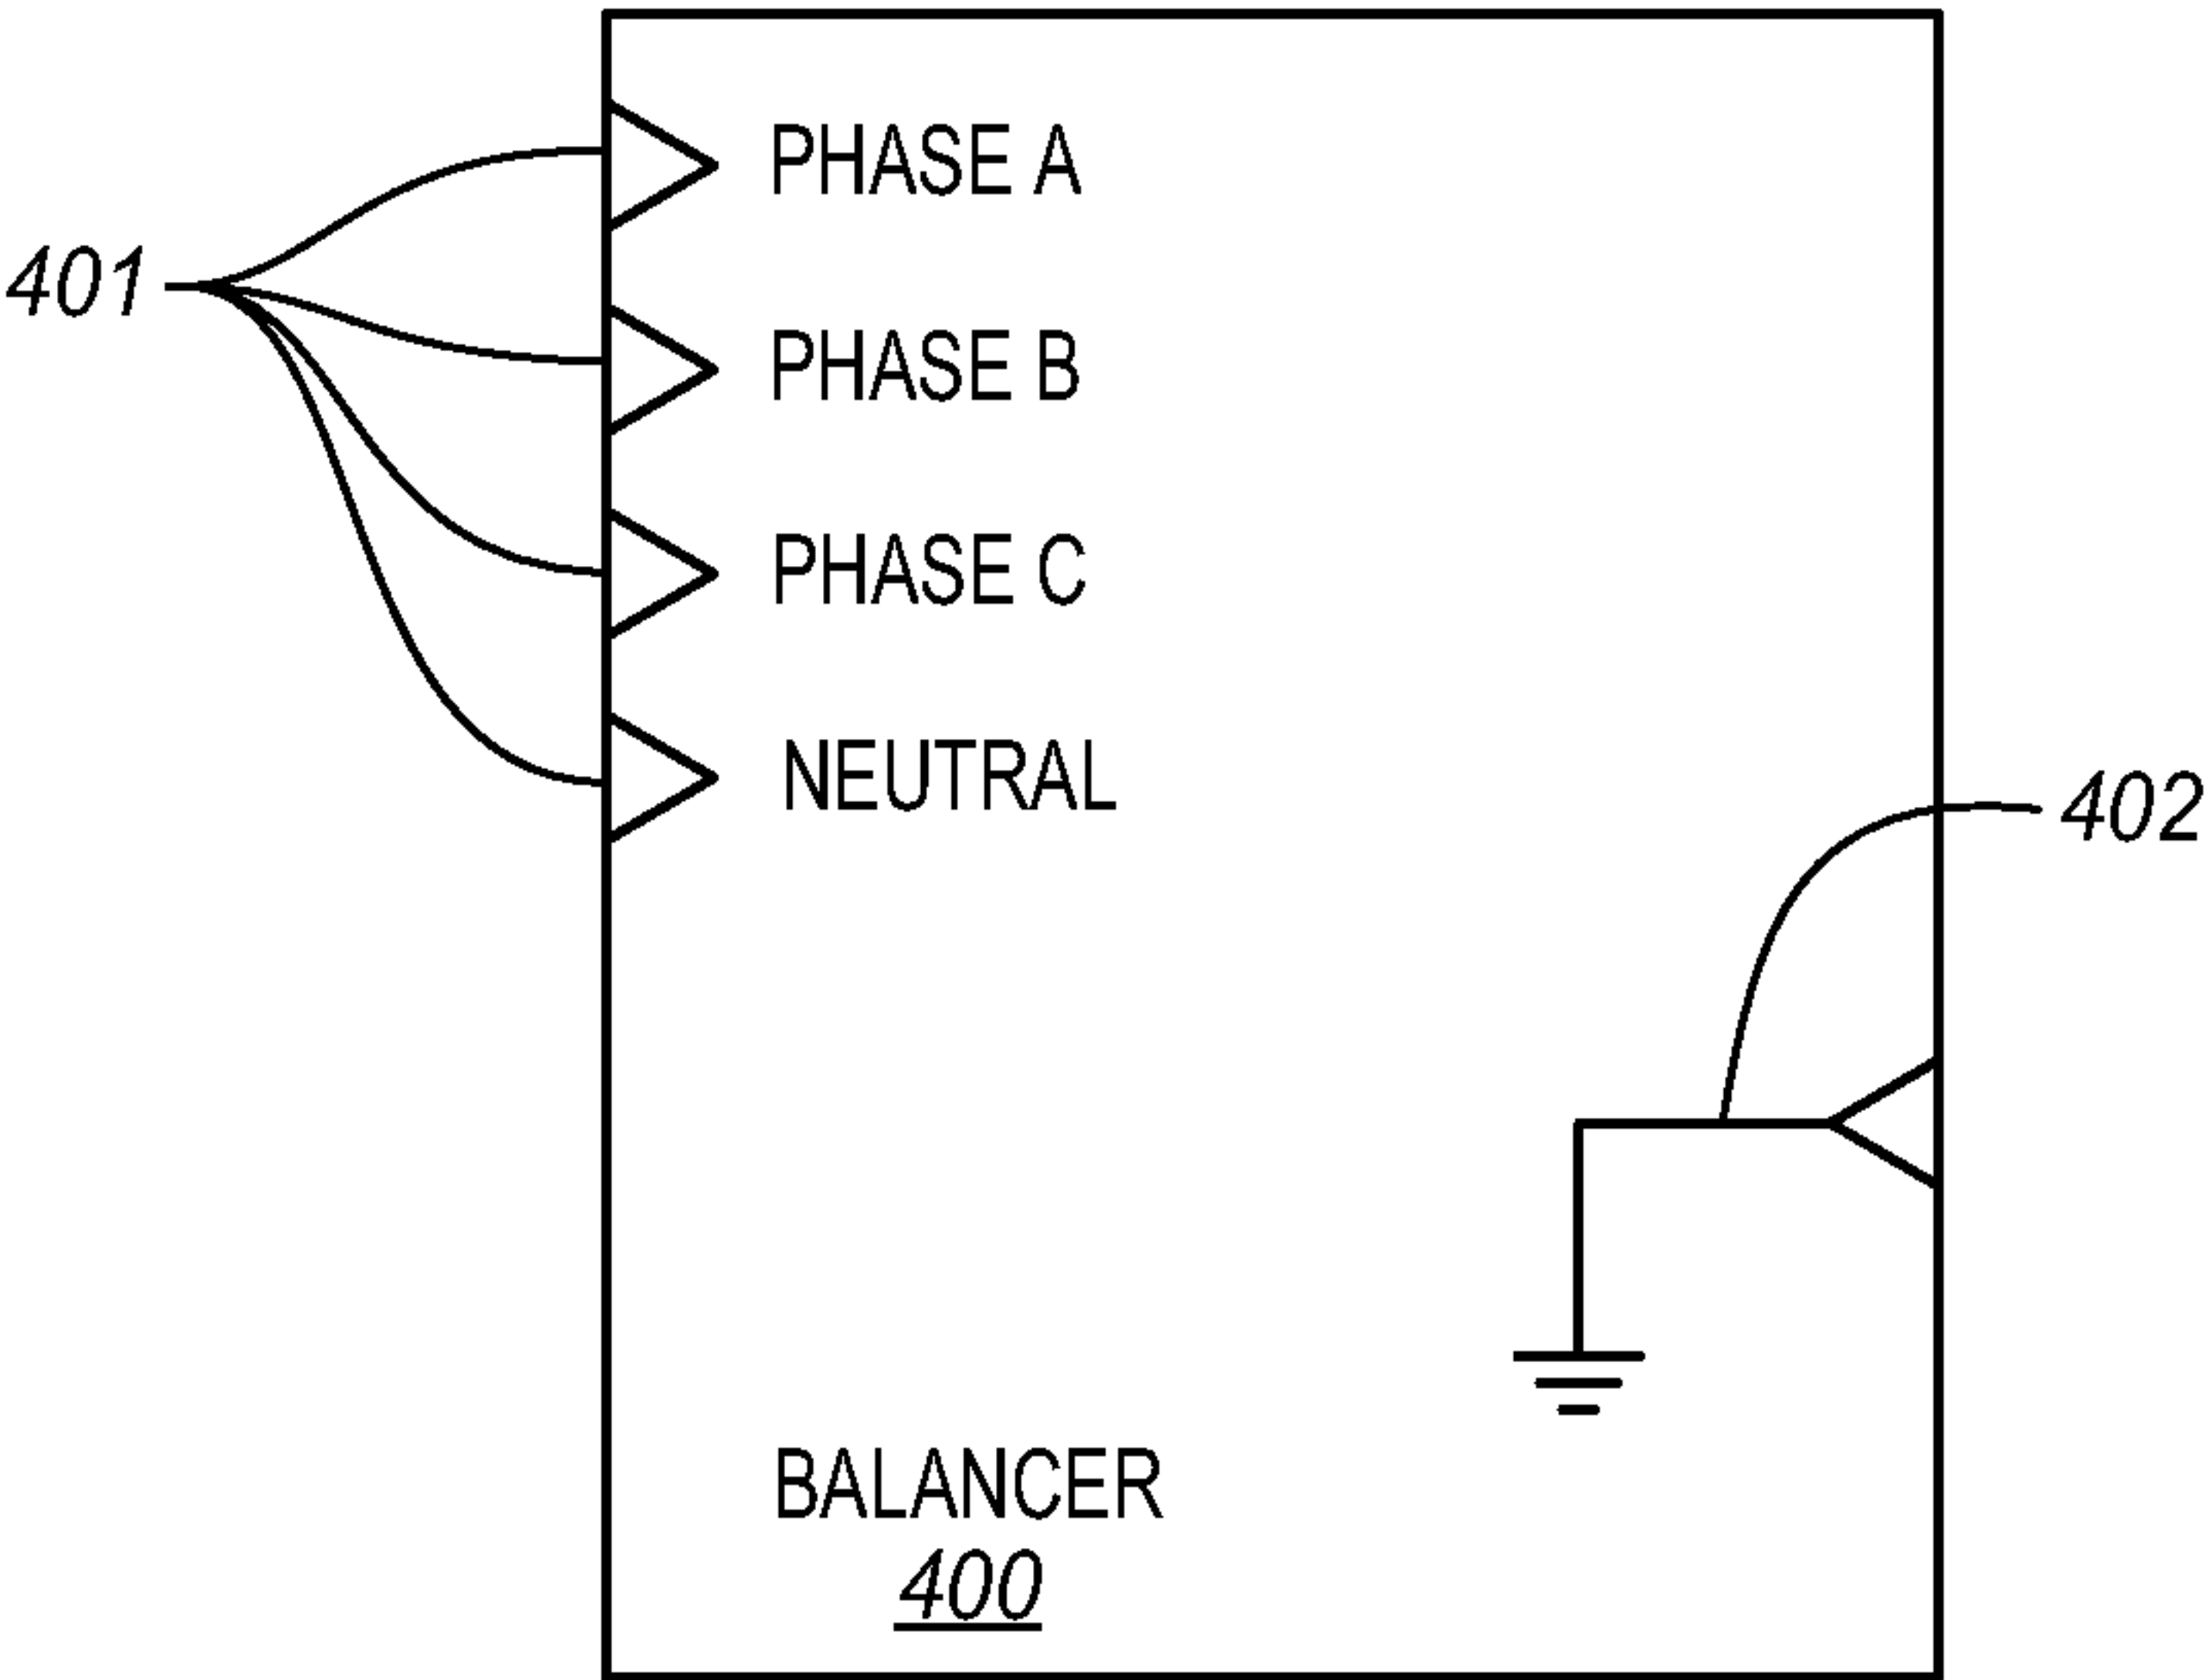 PHASE A
401
PHASE B
PHASE C
NEUTRAL
402
BALANCER
400